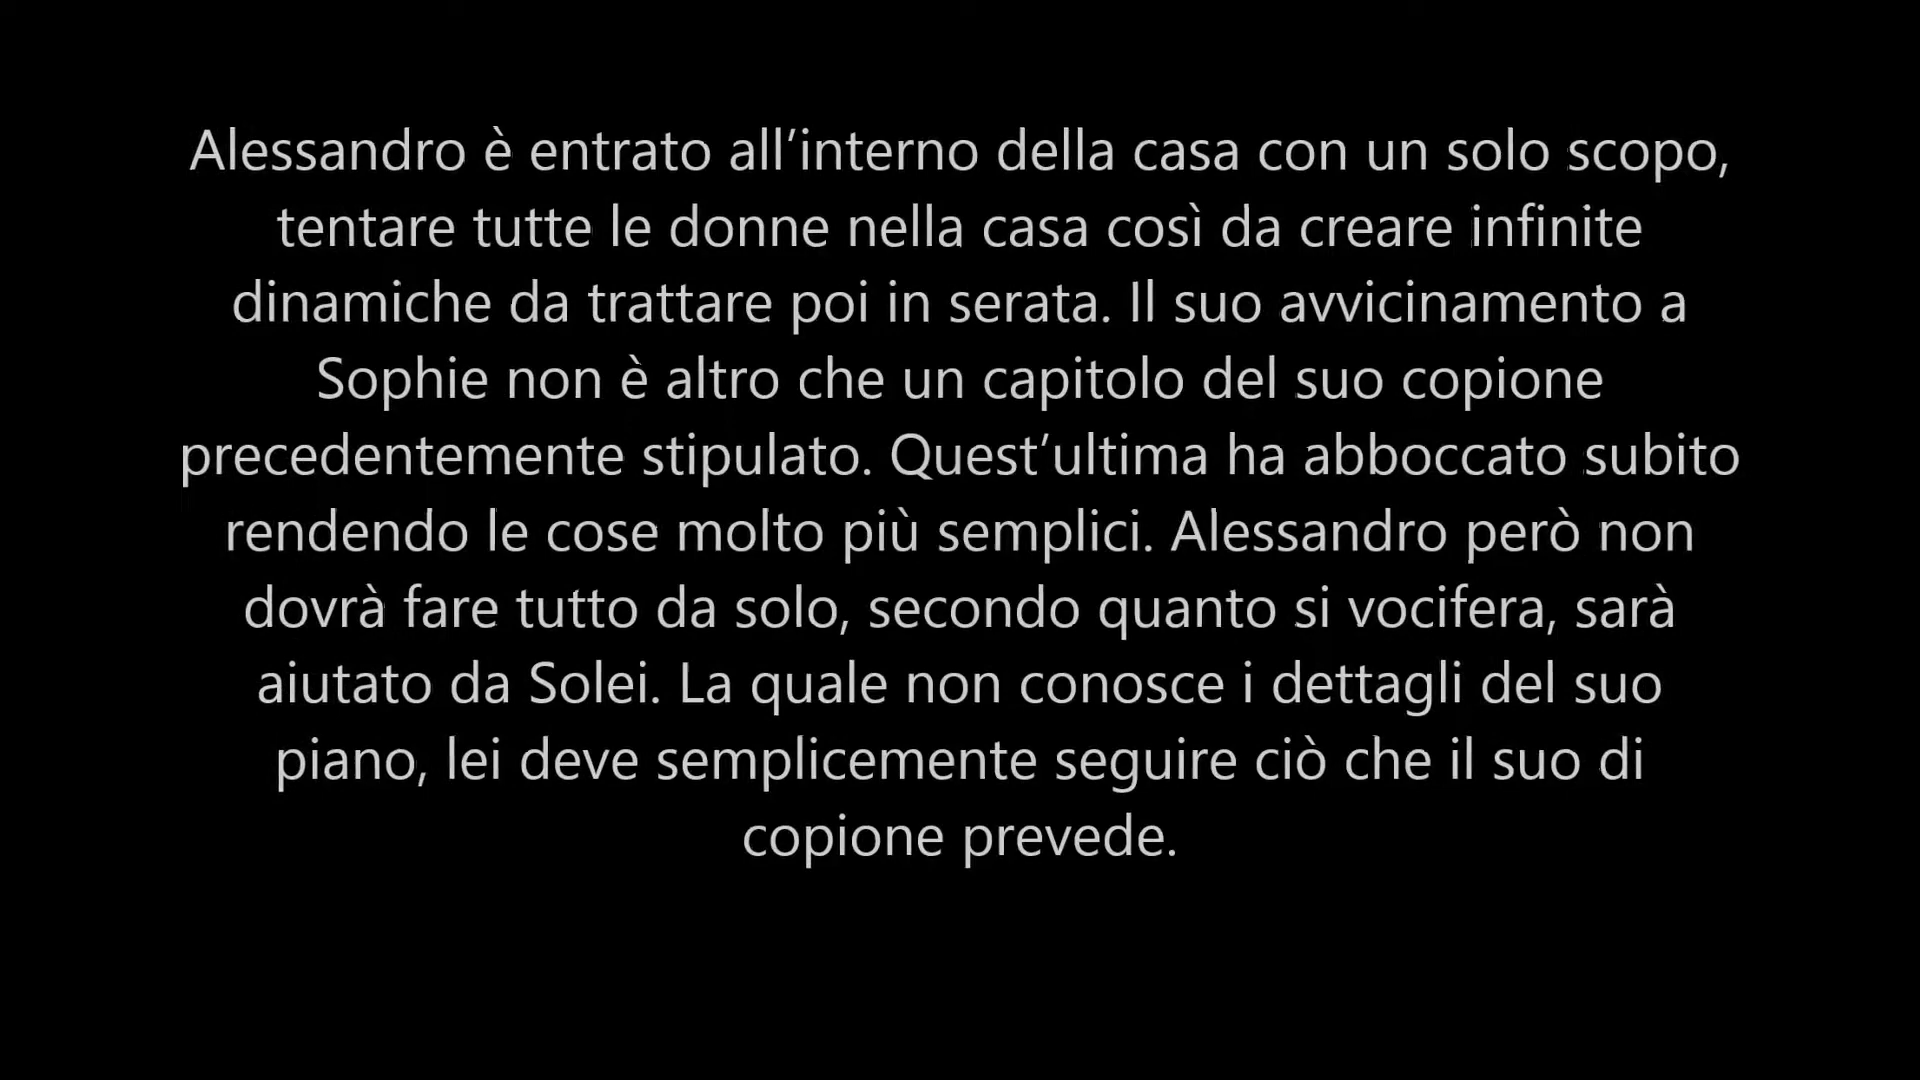 Alessandro è entrato all’interno della casa con un solo scopo,
tentare tutte le donne nella casa così da creare infinite
dinamiche da trattare poi in serata. Il suo avvicinamento a
Sophie non è altro che un capitolo del suo copione
precedentemente stipulato. Quest’ultima ha abboccato subito
rendendo le cose molto più semplici. Alessandro però non
dovrà fare tutto da solo, secondo quanto si vocifera, sarà
aiutato da Solei. La quale non conosce i dettagli del suo
piano, lei deve semplicemente seguire ciò che il suo di
copione prevede.